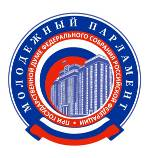 МОЛОДЕЖНЫЙ ПАРЛАМЕНТ
ПРИ ГОСУДАРСТВЕННОЙ ДУМЕ ФЕДЕРАЛЬНОГО СОБРАНИЯ РОССИЙСКОЙ ФЕДЕРАЦИИ